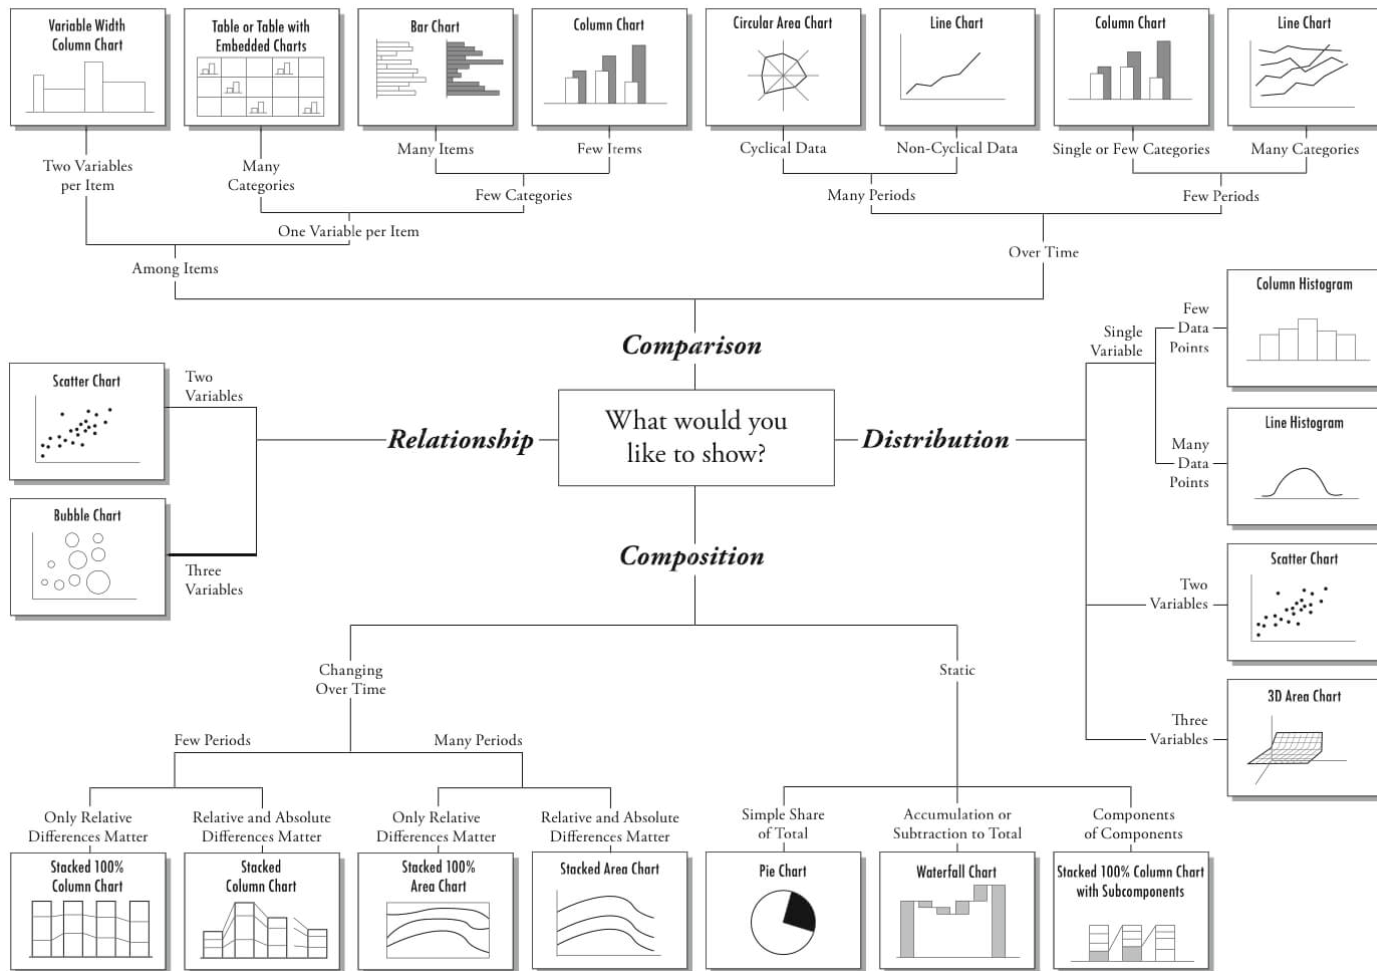 Variable Width
Column Chart
Table or Table with
Embedded Charts
Bar Chart
Column Chart
Circular Area Chart
Line Chart
Column Chart
Line Chart
Two Variables
per Item
Many
Categories
Many Items
Few Items
Cyclical Data
Non-Cyclical Data
Single or Few Categories
Many Categories
Few Categories
Many Periods
Few Periods
One Variable per Item
Over Time
Among Items
Comparison
What would you
like to show?
Relationship
Two
Variables
Scatter Chart
Bubble Chart
Three
Variables
Distribution
Single
Variable
Few
Data
Points
Column Histogram
Many
Data
Points
Line Histogram
Two
Variables
Scatter Chart
Three
Variables
3D Area Chart
Composition
Changing
Over Time
Static
Few Periods
Many Periods
Only Relative
Differences Matter
Relative and Absolute
Differences Matter
Only Relative
Differences Matter
Relative and Absolute
Differences Matter
Simple Share
of Total
Accumulation or
Subtraction to Total
Components
of Components
Stacked 100%
Column Chart
Stacked
Column Chart
Stacked 100%
Area Chart
Stacked Area Chart
Pie Chart
Waterfall Chart
Stacked 100% Column Chart
with Subcomponents